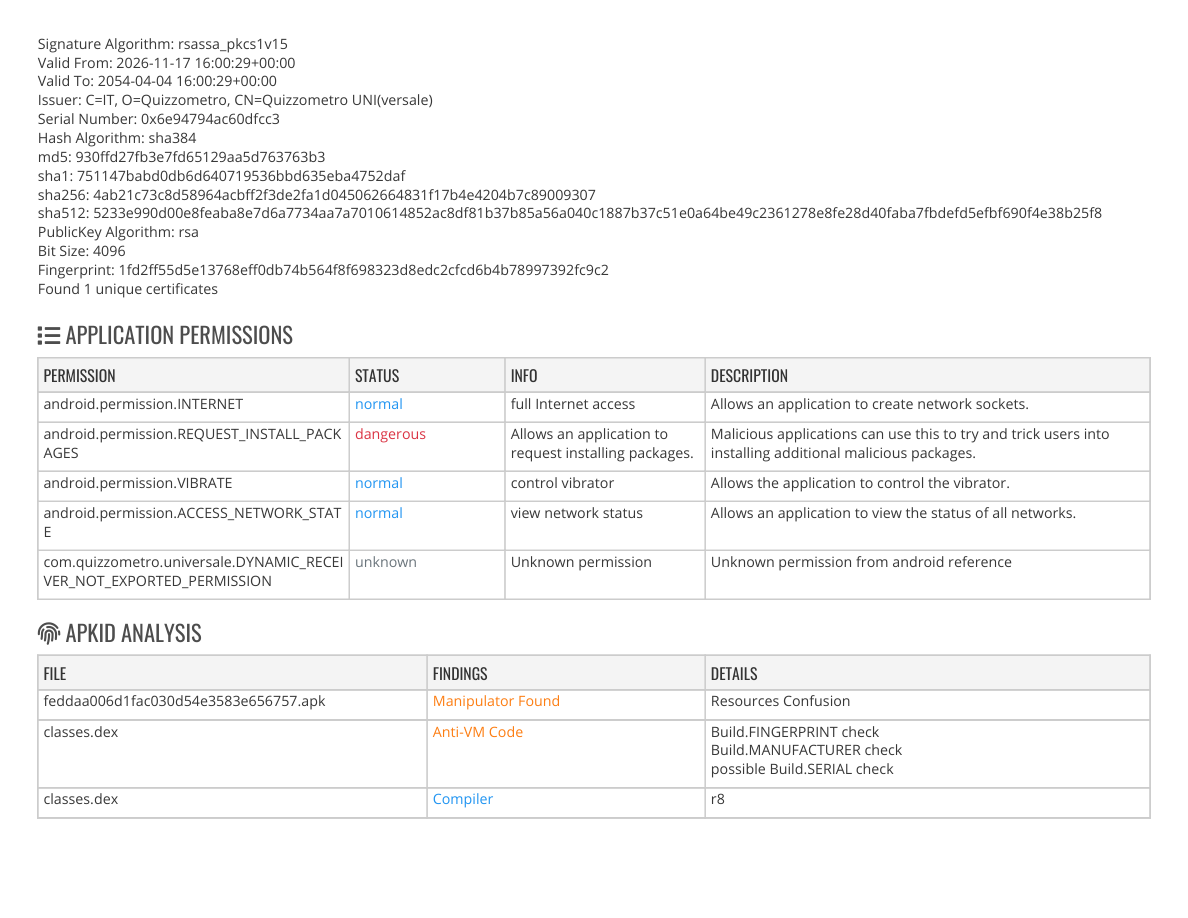 Signature Algorithm: rsassa_pkcs1v15
Valid From: 2026-11-17 16:00:29+00:00
Valid To: 2054-04-04 16:00:29+00:00
Issuer: C=IT, O=Quizzometro, CN=Quizzometro UNI(versale)
Serial Number: 0x6e94794ac60dfcc3
Hash Algorithm: sha384
md5: 930ffd27fb3e7fd65129aa5d763763b3
sha1: 751147babd0db6d640719536bbd635eba4752daf
sha256: 4ab21c73c8d58964acbff2f3de2fa1d045062664831f17b4e4204b7c89009307
sha512: 5233e990d00e8feaba8e7d6a7734aa7a7010614852ac8df81b37b85a56a040c1887b37c51e0a64be49c2361278e8fe28d40faba7fbdefd5efbf690f4e38b25f8
PublicKey Algorithm: rsa
Bit Size: 4096
Fingerprint: 1fd2ff55d5e13768eff0db74b564f8f698323d8edc2cfcd6b4b78997392fc9c2
Found 1 unique certificates
APPLICATION PERMISSIONS
PERMISSION STATUS INFO DESCRIPTION
android.permission.INTERNET normal full Internet access Allows an application to create network sockets.
android.permission.REQUEST_INSTALL_PACK dangerous Allows an application to Malicious applications can use this to try and trick users into
AGES request installing packages. installing additional malicious packages.
android.permission.VIBRATE normal control vibrator Allows the application to control the vibrator.
android.permission.ACCESS_NETWORK_STAT normal view network status Allows an application to view the status of all networks.
E
com.quizzometro.universale.DYNAMIC_RECEI unknown Unknown permission Unknown permission from android reference
VER_NOT_EXPORTED_PERMISSION
APKID ANALYSIS
FILE FINDINGS DETAILS
feddaa006d1fac030d54e3583e656757.apk Manipulator Found Resources Confusion
classes.dex Anti-VM Code Build.FINGERPRINT check
Build.MANUFACTURER check
possible Build.SERIAL check
classes.dex Compiler r8